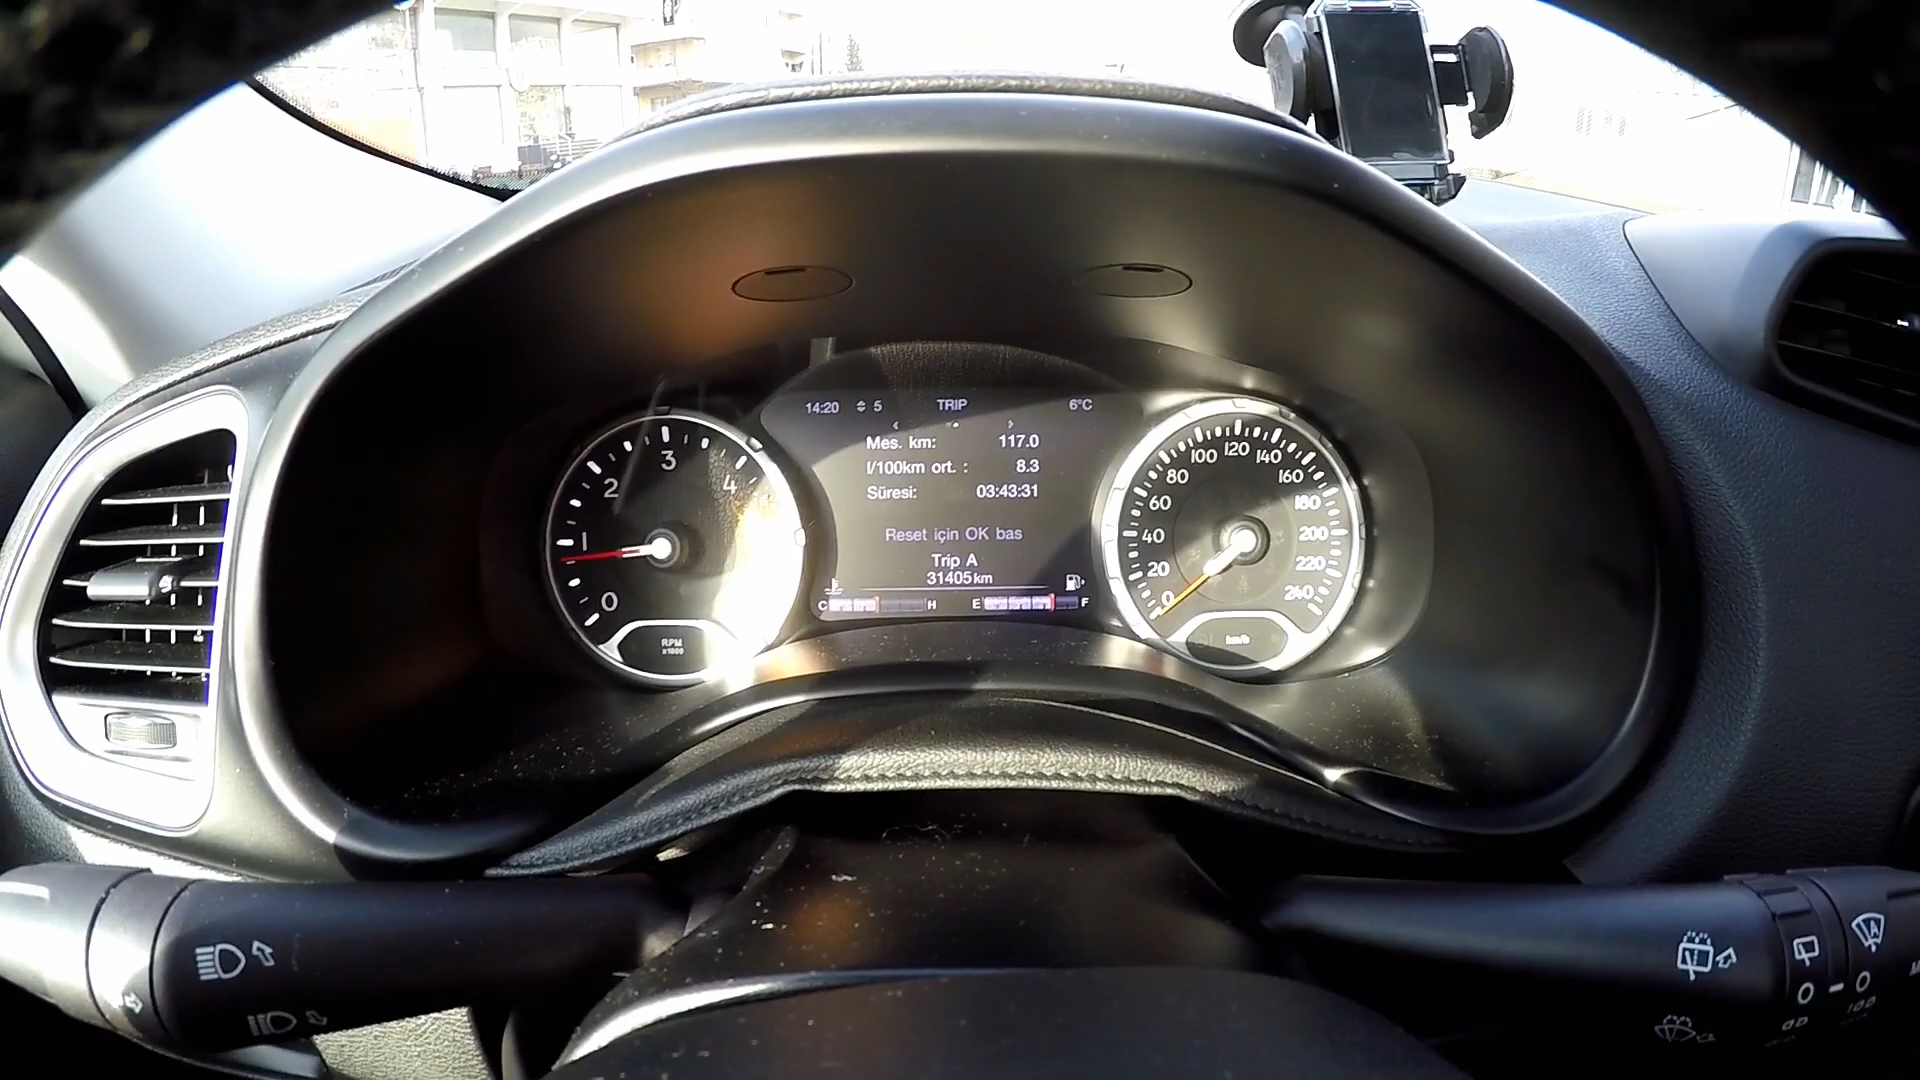 14:20 5 TRIP 6°C
Mes. km: 117.0
l/100km ort. : 8.3
Süresi: 03:43:31
Reset için OK bas
Trip A
31405 km
C H E F
0 1 2 3 4
RPM
x1000
0 20 40 60 80 100 120 140 160 180 200 220 240
km/h
A